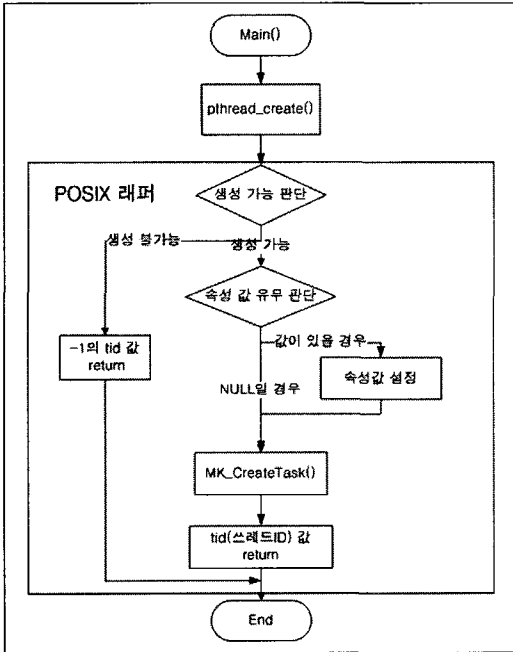 Main()
pthread_create()
POSIX 래퍼
생성 가능 판단
생성 불가능
생성 가능
속성 값 유무 판단
값이 있을 경우
-1의 tid 값
return
속성값 설정
NULL일 경우
MK_CreateTask()
tid(쓰레드ID) 값
return
End